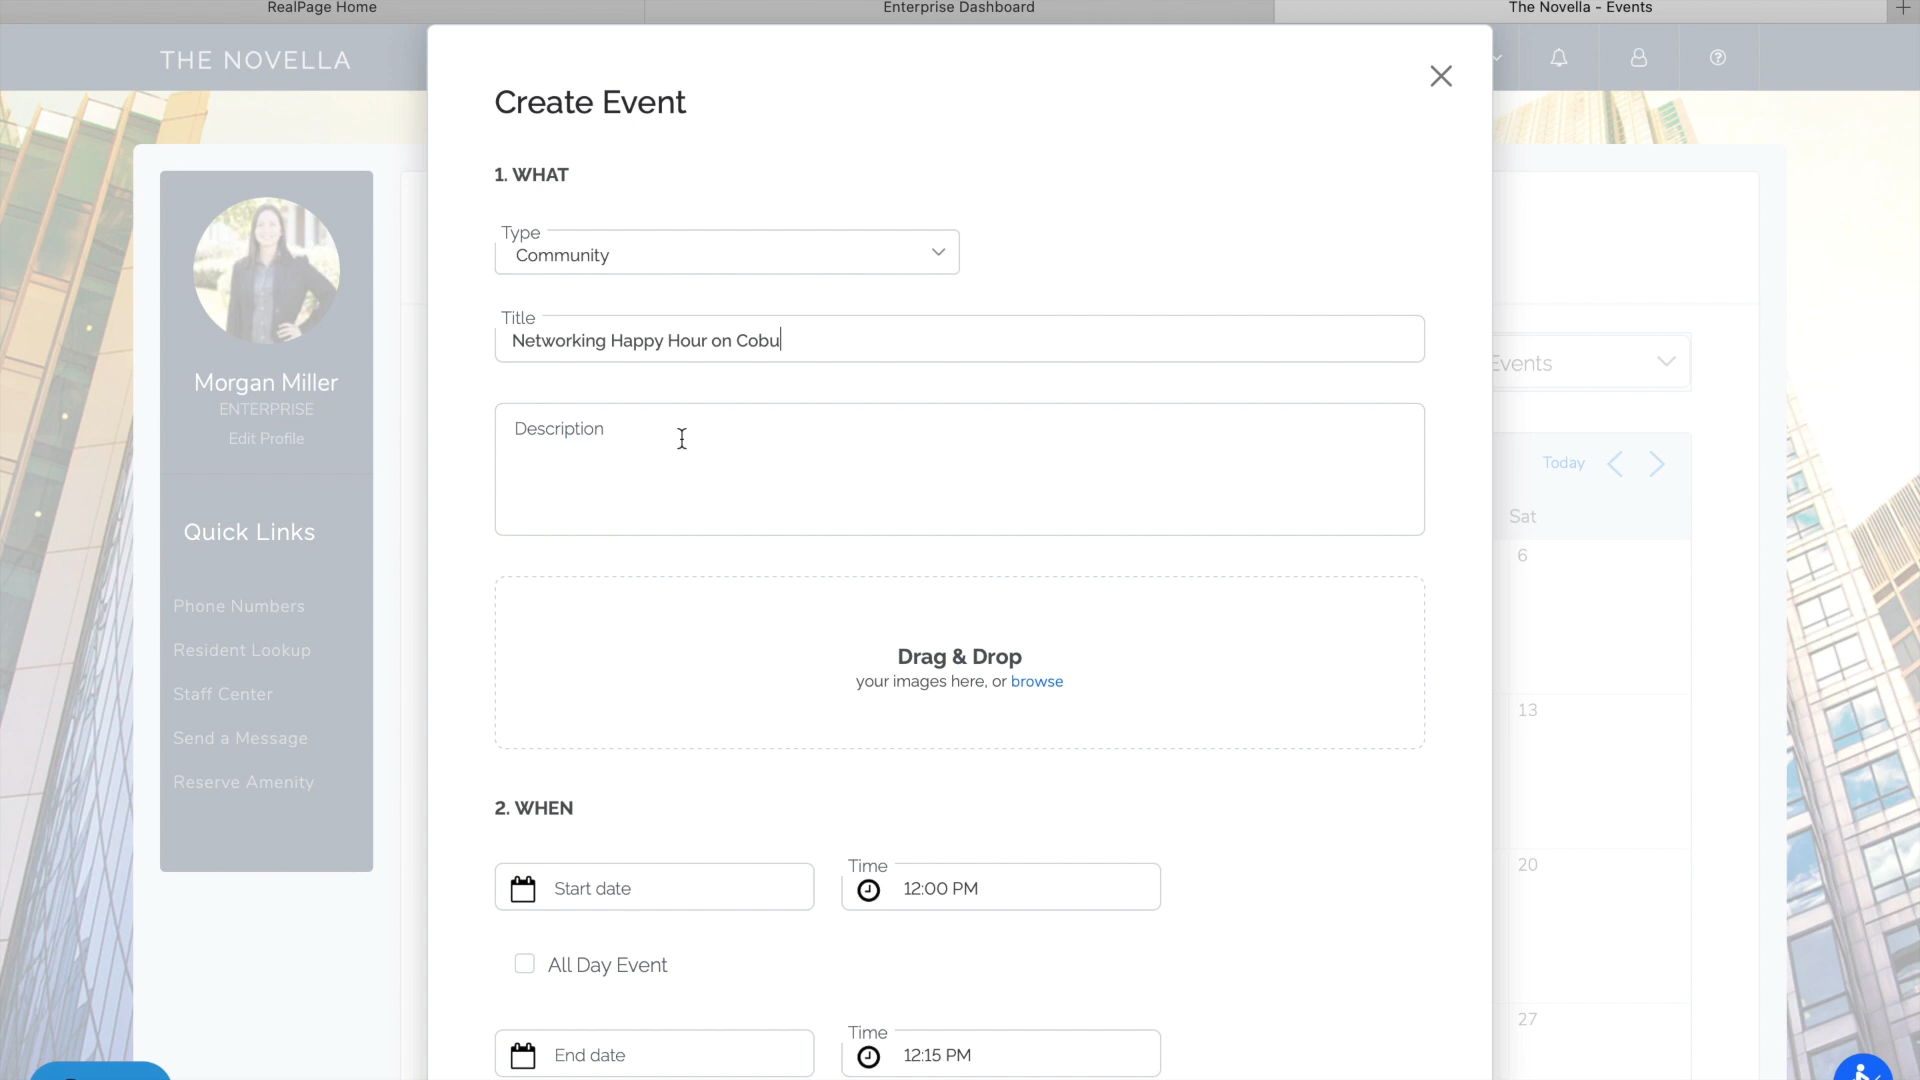 RealPage Home
Enterprise Dashboard
The Novella - Events
THE NOVELLA
Create Event
1. WHAT
Type
Community
Title
Networking Happy Hour on Cobu
Description
Drag & Drop
your images here, or browse
2. WHEN
Start date
Time
12:00 PM
All Day Event
End date
Time
12:15 PM
Morgan Miller
ENTERPRISE
Edit Profile
Quick Links
Phone Numbers
Resident Lookup
Staff Center
Send a Message
Reserve Amenity
Events
Today
Sat
6
13
20
27